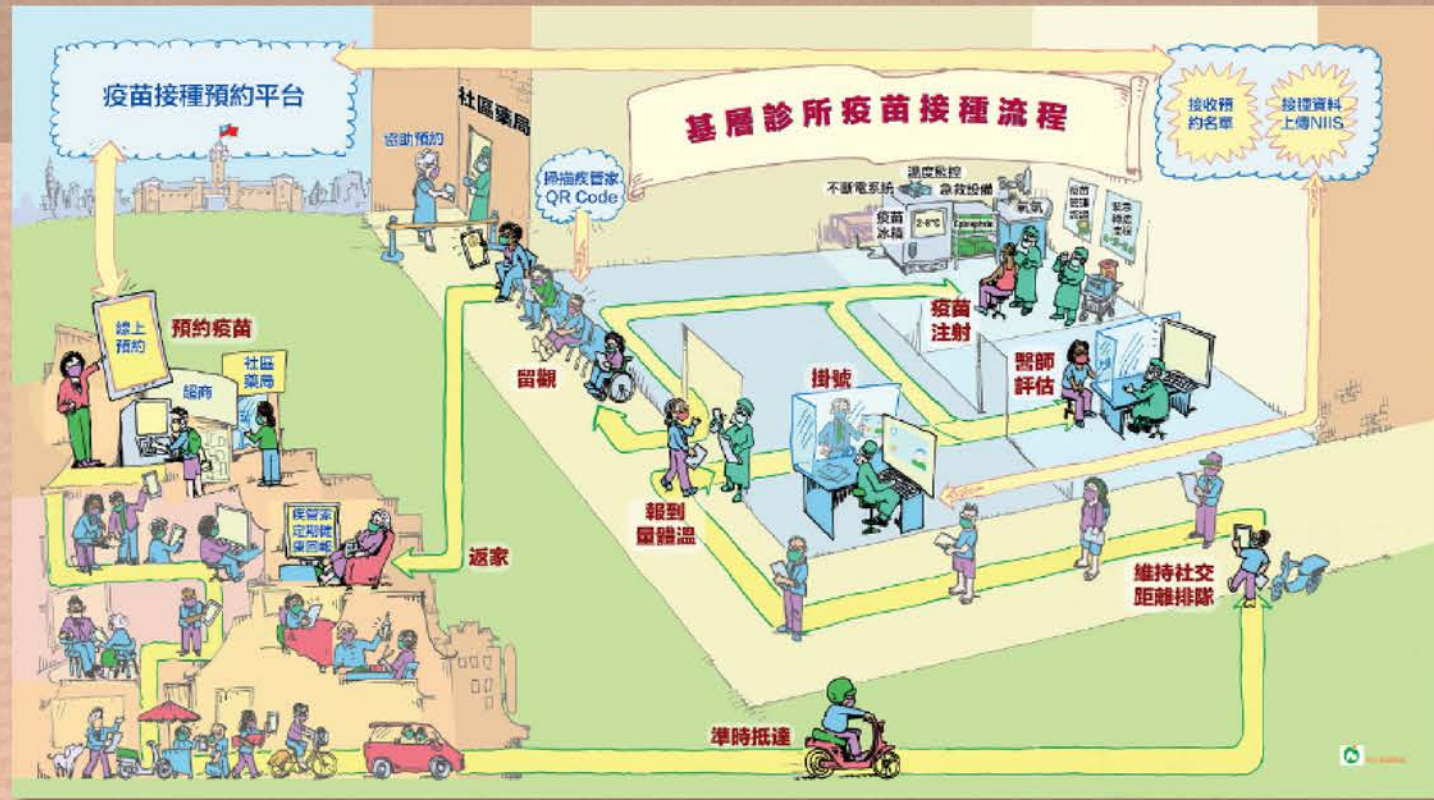 疫苗接種預約平台
基層診所疫苗接種流程
接收預
約名單
接種資料
上傳NIIS
社區藥局
協助預約
掃描疾管家
QR Code
溫度監控
不斷電系統
急救設備
疫苗
冰箱
2-8°C
Epinephrine
氧氣
疫苗
注射
醫師
評估
掛號
留觀
線上
預約
預約疫苗
超商
社區
藥局
疾管家
定期健
康回報
返家
報到
量體溫
維持社交
距離排隊
準時抵達